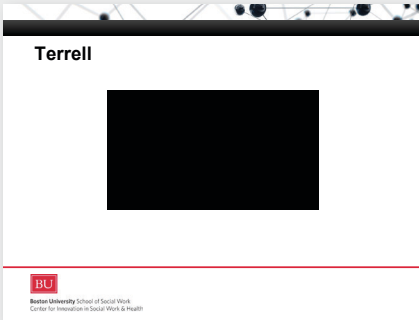 Terrell
BU
Boston University School of Social Work
Center for Innovation in Social Work & Health